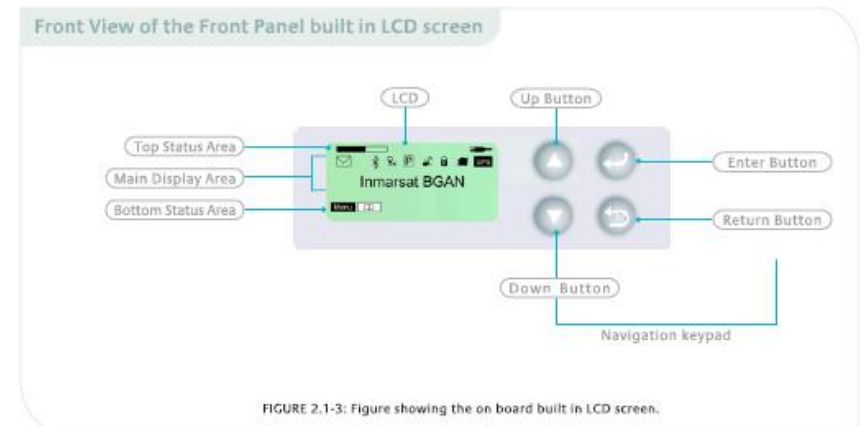 Front View of the Front Panel built in LCD screen
LCD
Up Button
Top Status Area
Main Display Area
Bottom Status Area
P
GPS
Inmarsat BGAN
Menu
Enter Button
Return Button
Down Button
Navigation keypad
FIGURE 2.1-3: Figure showing the on board built in LCD screen.